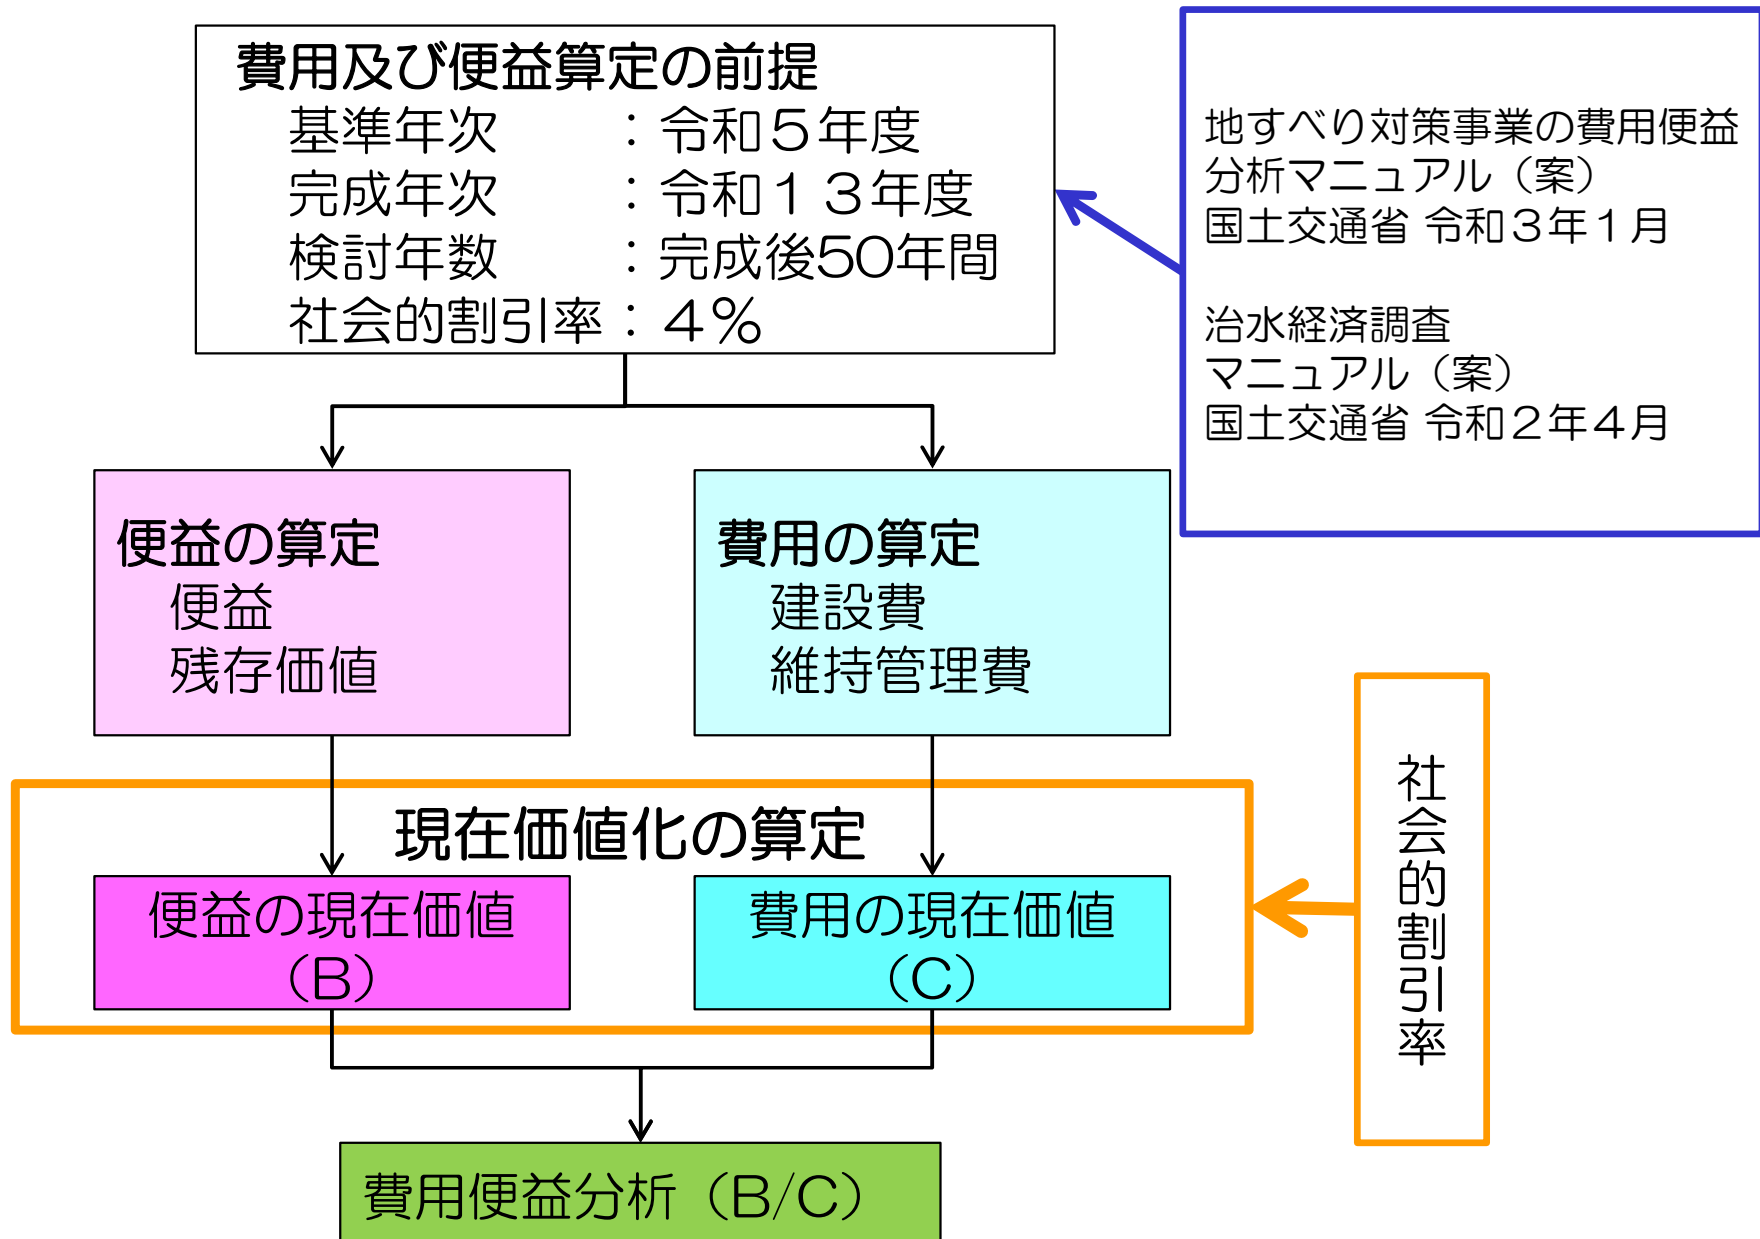 費用及び便益算定の前提
基準年次　　：令和５年度
完成年次　　：令和１３年度
検討年数　　：完成後50年間
社会的割引率：４％
地すべり対策事業の費用便益
分析マニュアル（案）
国土交通省 令和３年１月
治水経済調査
マニュアル（案）
国土交通省 令和２年４月
便益の算定
便益
残存価値
費用の算定
建設費
維持管理費
現在価値化の算定
便益の現在価値
（B）
費用の現在価値
（C）
社会的割引率
費用便益分析（B/C）